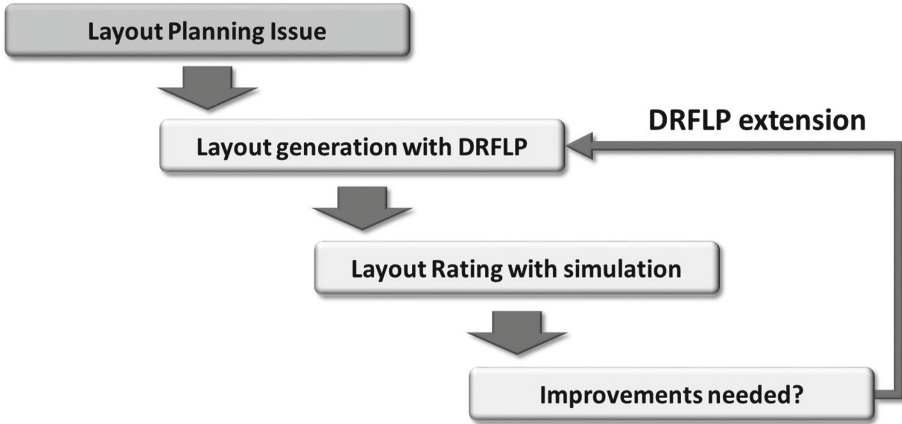 Layout Planning Issue
DRFLP extension
Layout generation with DRFLP
Layout Rating with simulation
Improvements needed?